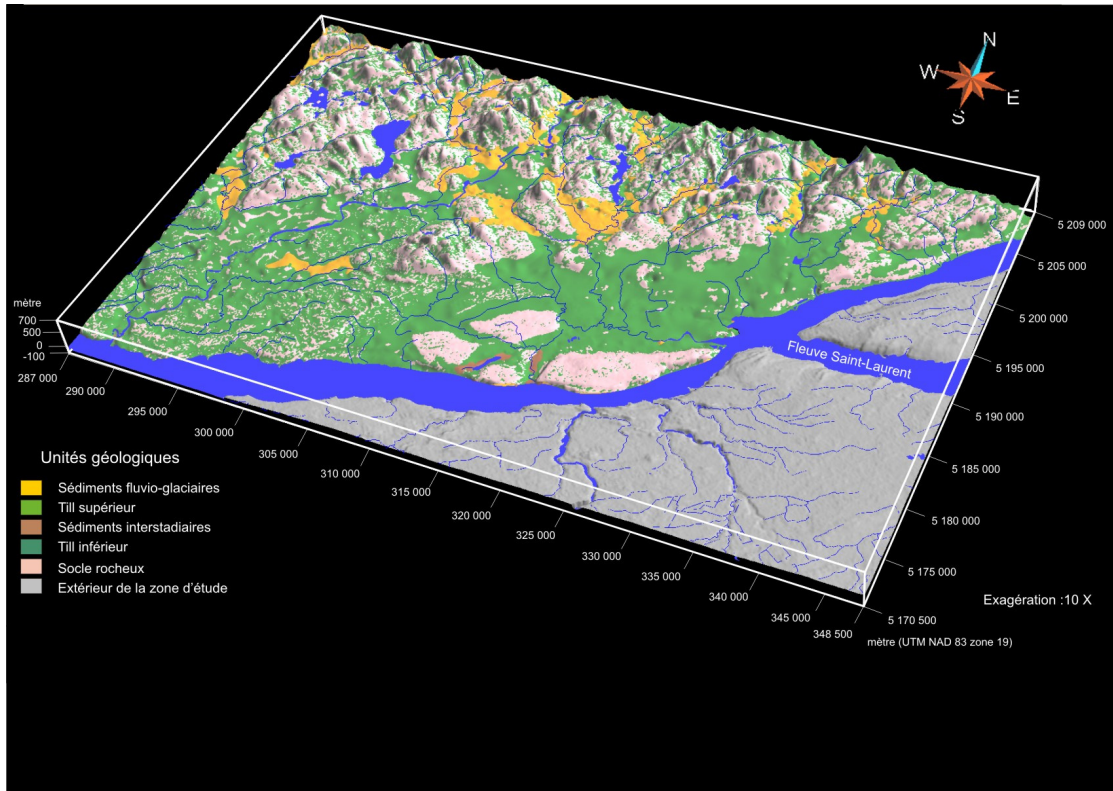 N
W
E
S
5 209 000
5 205 000
5 200 000
5 195 000
5 190 000
5 185 000
5 180 000
5 175 000
5 170 500
Fleuve Saint-Laurent
mètre
700
500
0
-100
287 000
290 000
295 000
300 000
305 000
310 000
315 000
320 000
325 000
330 000
335 000
340 000
345 000
348 500
mètre (UTM NAD 83 zone 19)
Exagération :10 X
Unités géologiques
Sédiments fluvio-glaciaires
Till supérieur
Sédiments interstadiaires
Till inférieur
Socle rocheux
Extérieur de la zone d'étude